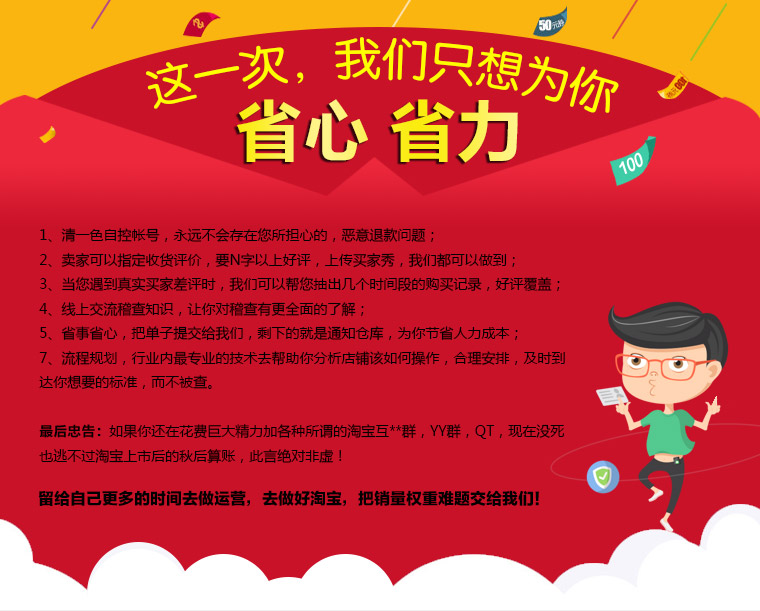 50元券
这一次，我们只想为你
省心 省力
100
1、清一色自控帐号，永远不会存在您所担心的，恶意退款问题；
2、卖家可以指定收货评价，要N字以上好评，上传买家秀，我们都可以做到；
3、当您遇到真实买家差评时，我们可以帮您抽出几个时间段的购买记录，好评覆盖；
4、线上交流稽查知识，让你对稽查有更全面的了解；
5、省事省心，把单子提交给我们，剩下的就是通知仓库，为你节省人力成本；
7、流程规划，行业内最专业的技术去帮助你分析店铺该如何操作，合理安排，及时到
达你想要的标准，而不被查。
最后忠告：如果你还在花费巨大精力加各种所谓的淘宝互**群，YY群，QT，现在没死
也逃不过淘宝上市后的秋后算账，此言绝对非虚！
留给自己更多的时间去做运营，去做好淘宝，把销量权重难题交给我们!